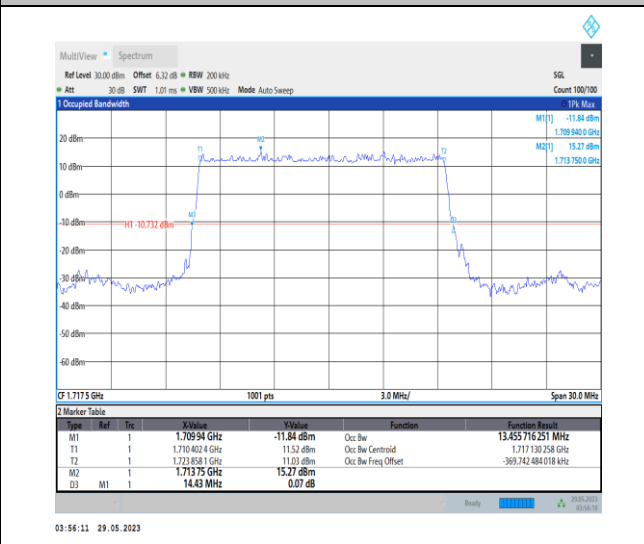 MultiView Spectrum
Ref Level 30.00 dBm Offset 6.32 dB RBW 200 kHz SGL
Att 30 dB SWT 1.01 ms VBW 500 kHz Mode Auto Sweep Count 100/100
1 Occupied Bandwidth 1Pk Max
M1[1] -11.84 dBm
1.709 940 0 GHz
M2[1] 15.27 dBm
1.713 750 0 GHz
20 dBm
T1 M2 T2
10 dBm
0 dBm
M1
-10 dBm
H1 -10.732 dBm
D3
-20 dBm
-30 dBm
-40 dBm
-50 dBm
-60 dBm
CF 1.717 5 GHz 1001 pts 3.0 MHz/ Span 30.0 MHz
2 Marker Table
Type Ref Trc X-Value Y-Value Function Function Result
M1 1 1.709 94 GHz -11.84 dBm Occ Bw 13.455 716 251 MHz
T1 1 1.710 402 4 GHz 11.52 dBm Occ Bw Centroid 1.717 130 258 GHz
T2 1 1.723 858 1 GHz 11.03 dBm Occ Bw Freq Offset -369.742 484 018 kHz
M2 1 1.713 75 GHz 15.27 dBm
D3 M1 1 14.43 MHz 0.07 dB
Ready 29.05.2023
03:56:10
03:56:11 29.05.2023